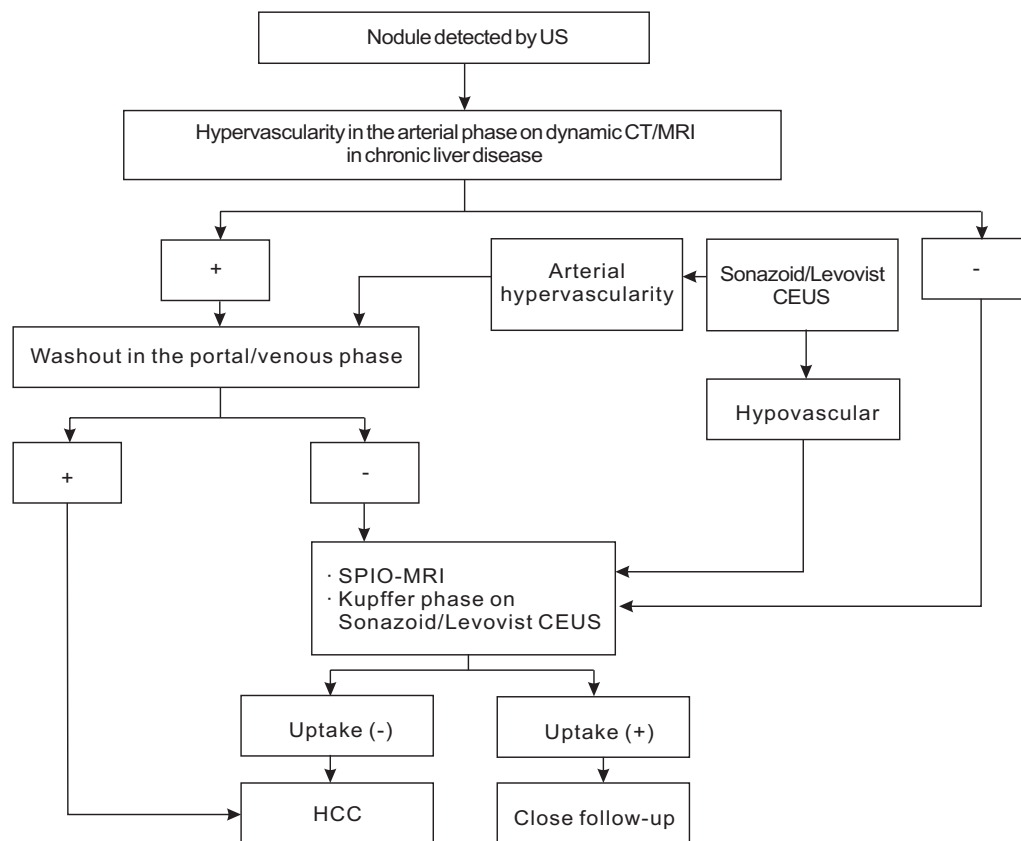 Nodule detected by US
Hypervascularity in the arterial phase on dynamic CT/MRI
in chronic liver disease
+
Arterial
hypervascularity
Sonazoid/Levovist
CEUS
-
Washout in the portal/venous phase
Hypovascular
+
-
· SPIO-MRI
· Kupffer phase on
Sonazoid/Levovist CEUS
Uptake (-)
Uptake (+)
HCC
Close follow-up